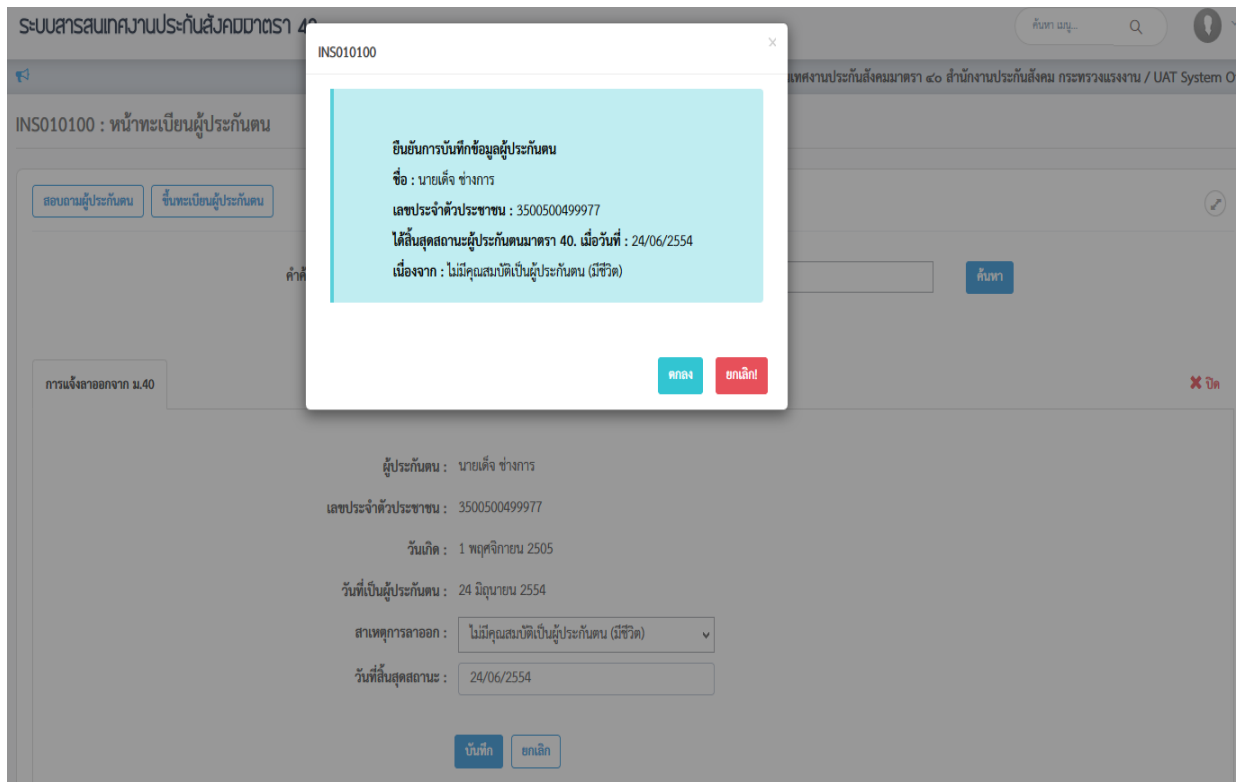 ระบบสารสนเทศงานประกันสังคมมาตรา 40
ค้นหา เมนู...
INS010100
×
เทศงานประกันสังคมมาตรา ๔๐ สำนักงานประกันสังคม กระทรวงแรงงาน / UAT System O
INS010100 : หน้าทะเบียนผู้ประกันตน
ยืนยันการบันทึกข้อมูลผู้ประกันตน
ชื่อ : นายเด็จ ช่างการ
สอบถามผู้ประกันตน ขึ้นทะเบียนผู้ประกันตน
เลขประจำตัวประชาชน : 3500500499977
ได้สิ้นสุดสถานะผู้ประกันตนมาตรา 40. เมื่อวันที่ : 24/06/2554
เนื่องจาก : ไม่มีคุณสมบัติเป็นผู้ประกันตน (มีชีวิต)
คำค้
ค้นหา
ตกลง ยกเลิก!
การแจ้งลาออกจาก ม.40
ปิด
ผู้ประกันตน : นายเด็จ ช่างการ
เลขประจำตัวประชาชน : 3500500499977
วันเกิด : 1 พฤศจิกายน 2505
วันที่เป็นผู้ประกันตน : 24 มิถุนายน 2554
สาเหตุการลาออก : ไม่มีคุณสมบัติเป็นผู้ประกันตน (มีชีวิต)
วันที่สิ้นสุดสถานะ : 24/06/2554
บันทึก ยกเลิก